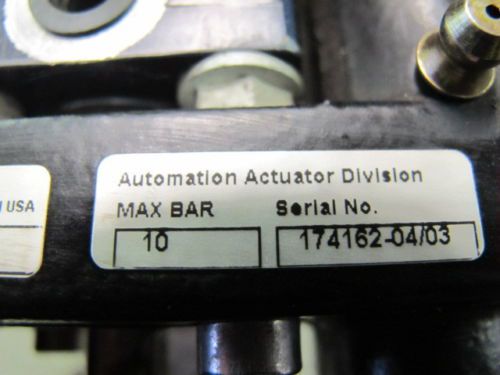 Automation Actuator Division
MAX BAR Serial No.
10 174162-04/03
USA